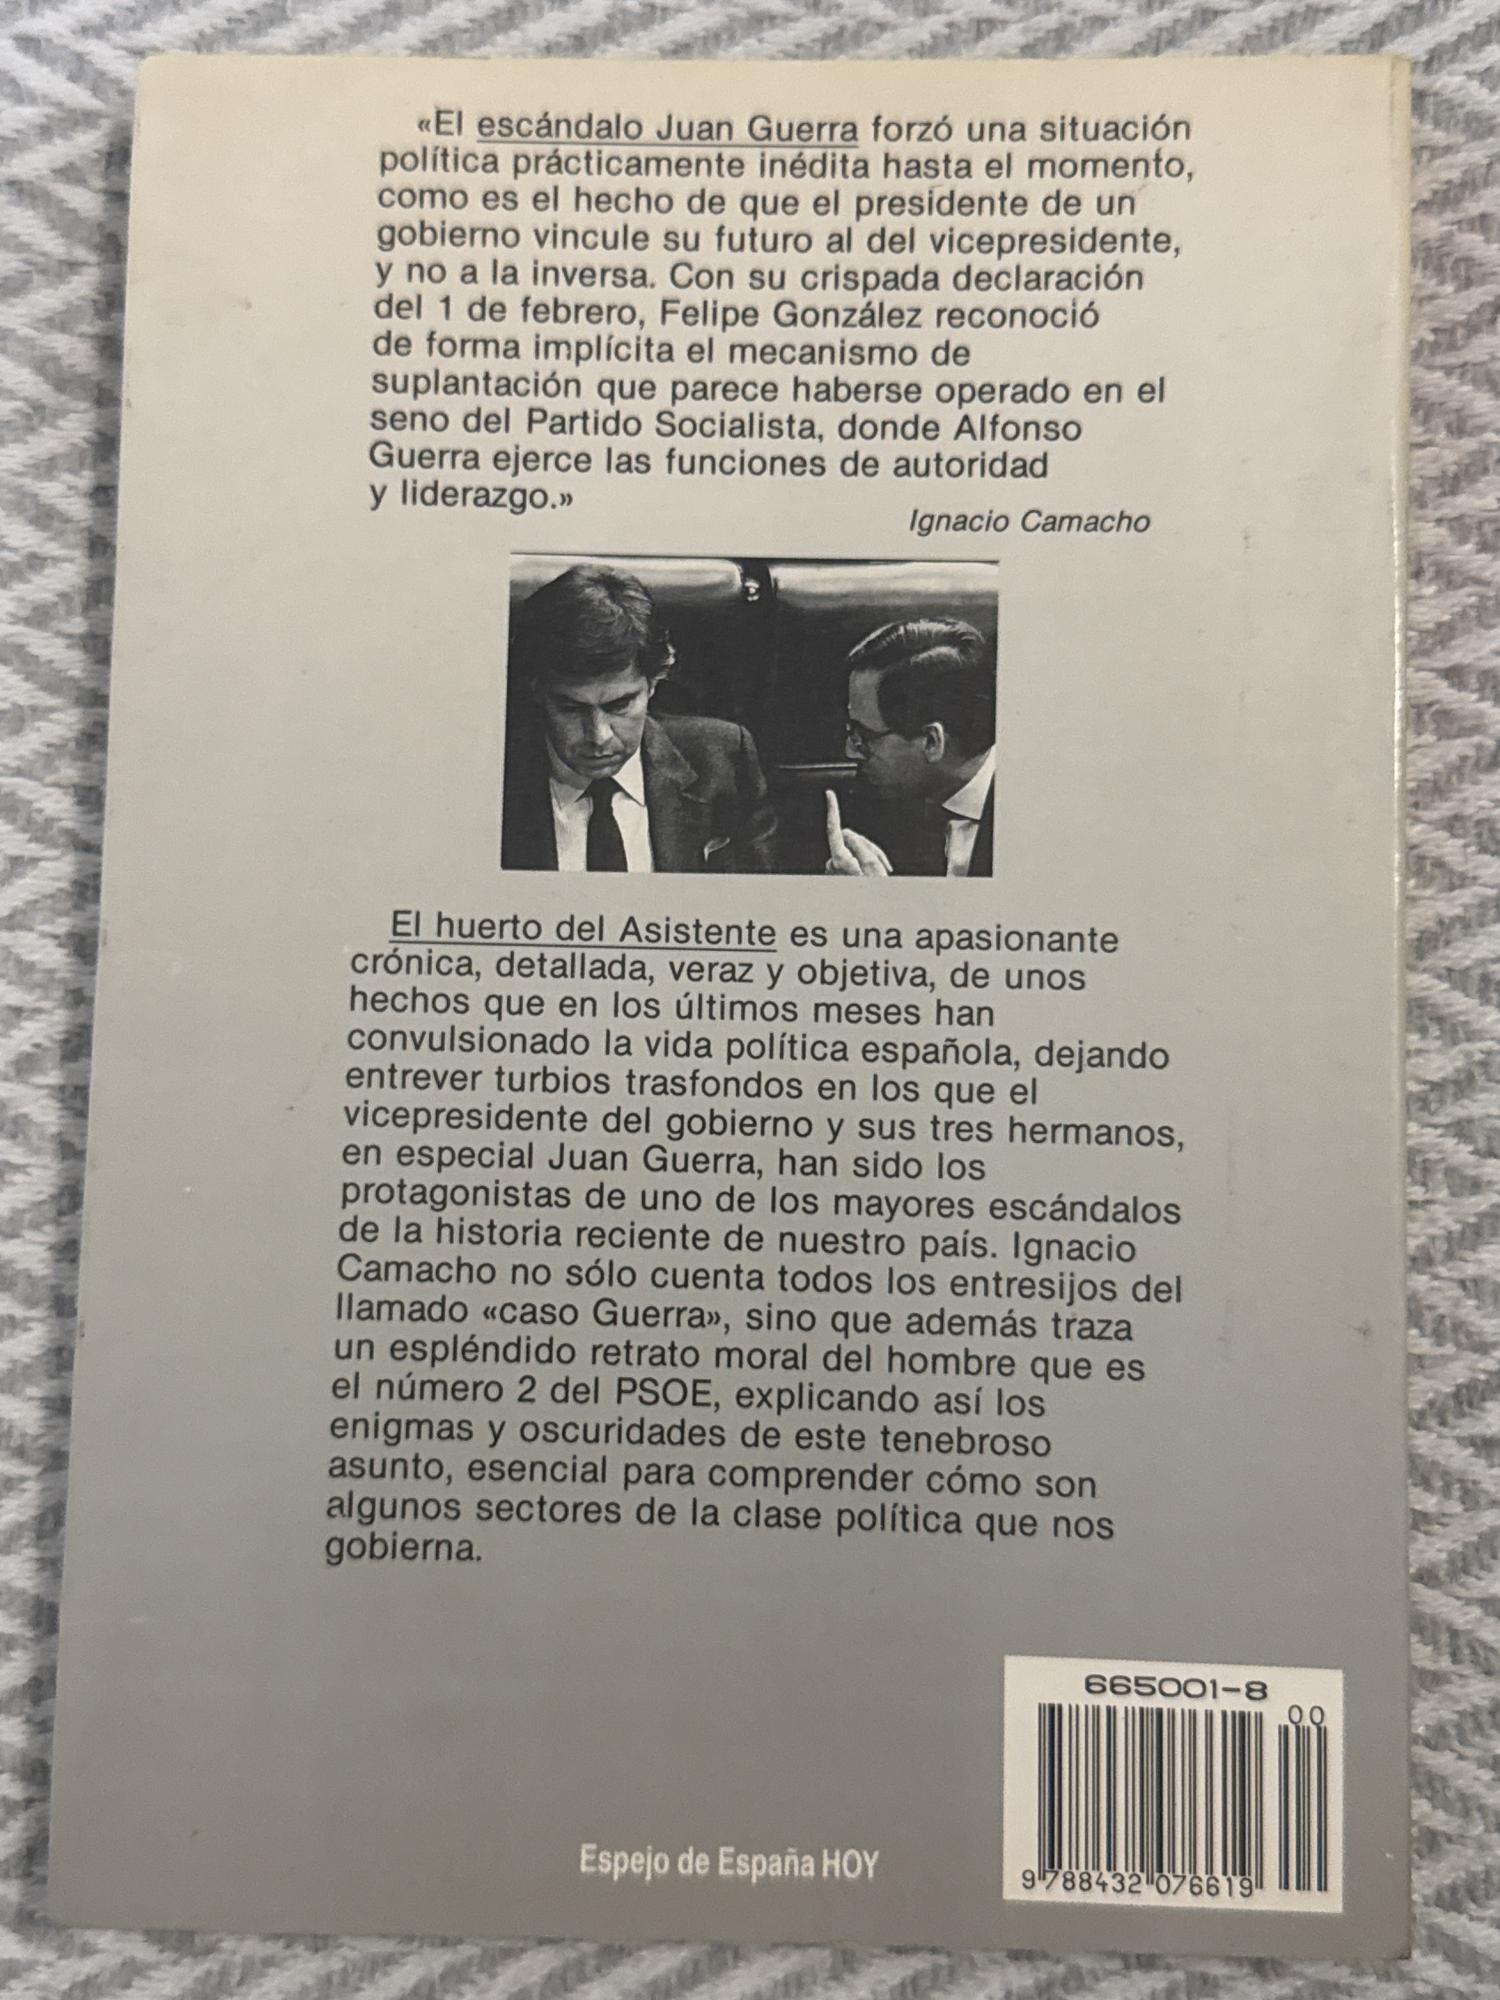 «El escándalo Juan Guerra forzó una situación
política prácticamente inédita hasta el momento,
como es el hecho de que el presidente de un
gobierno vincule su futuro al del vicepresidente,
y no a la inversa. Con su crispada declaración
del 1 de febrero, Felipe González reconoció
de forma implícita el mecanismo de
suplantación que parece haberse operado en el
seno del Partido Socialista, donde Alfonso
Guerra ejerce las funciones de autoridad
y liderazgo.»
Ignacio Camacho
El huerto del Asistente es una apasionante
crónica, detallada, veraz y objetiva, de unos
hechos que en los últimos meses han
convulsionado la vida política española, dejando
entrever turbios trasfondos en los que el
vicepresidente del gobierno y sus tres hermanos,
en especial Juan Guerra, han sido los
protagonistas de uno de los mayores escándalos
de la historia reciente de nuestro país. Ignacio
Camacho no sólo cuenta todos los entresijos del
llamado «caso Guerra», sino que además traza
un espléndido retrato moral del hombre que es
el número 2 del PSOE, explicando así los
enigmas y oscuridades de este tenebroso
asunto, esencial para comprender cómo son
algunos sectores de la clase política que nos
gobierna.
665001-8
00
9 788432 076619
Espejo de España HOY